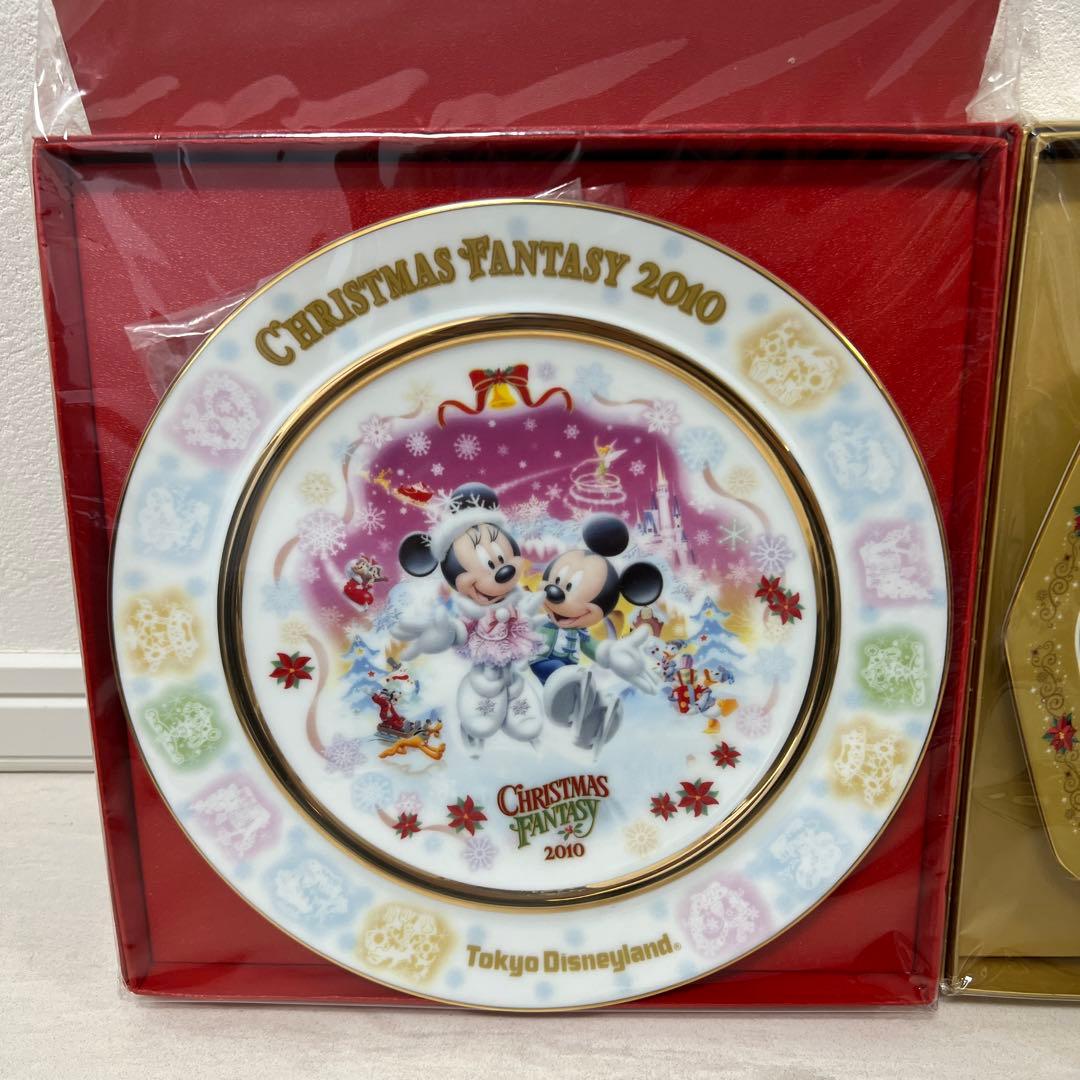 CHRISTMAS FANTASY 2010
CHRISTMAS
FANTASY
2010
Tokyo Disneyland®